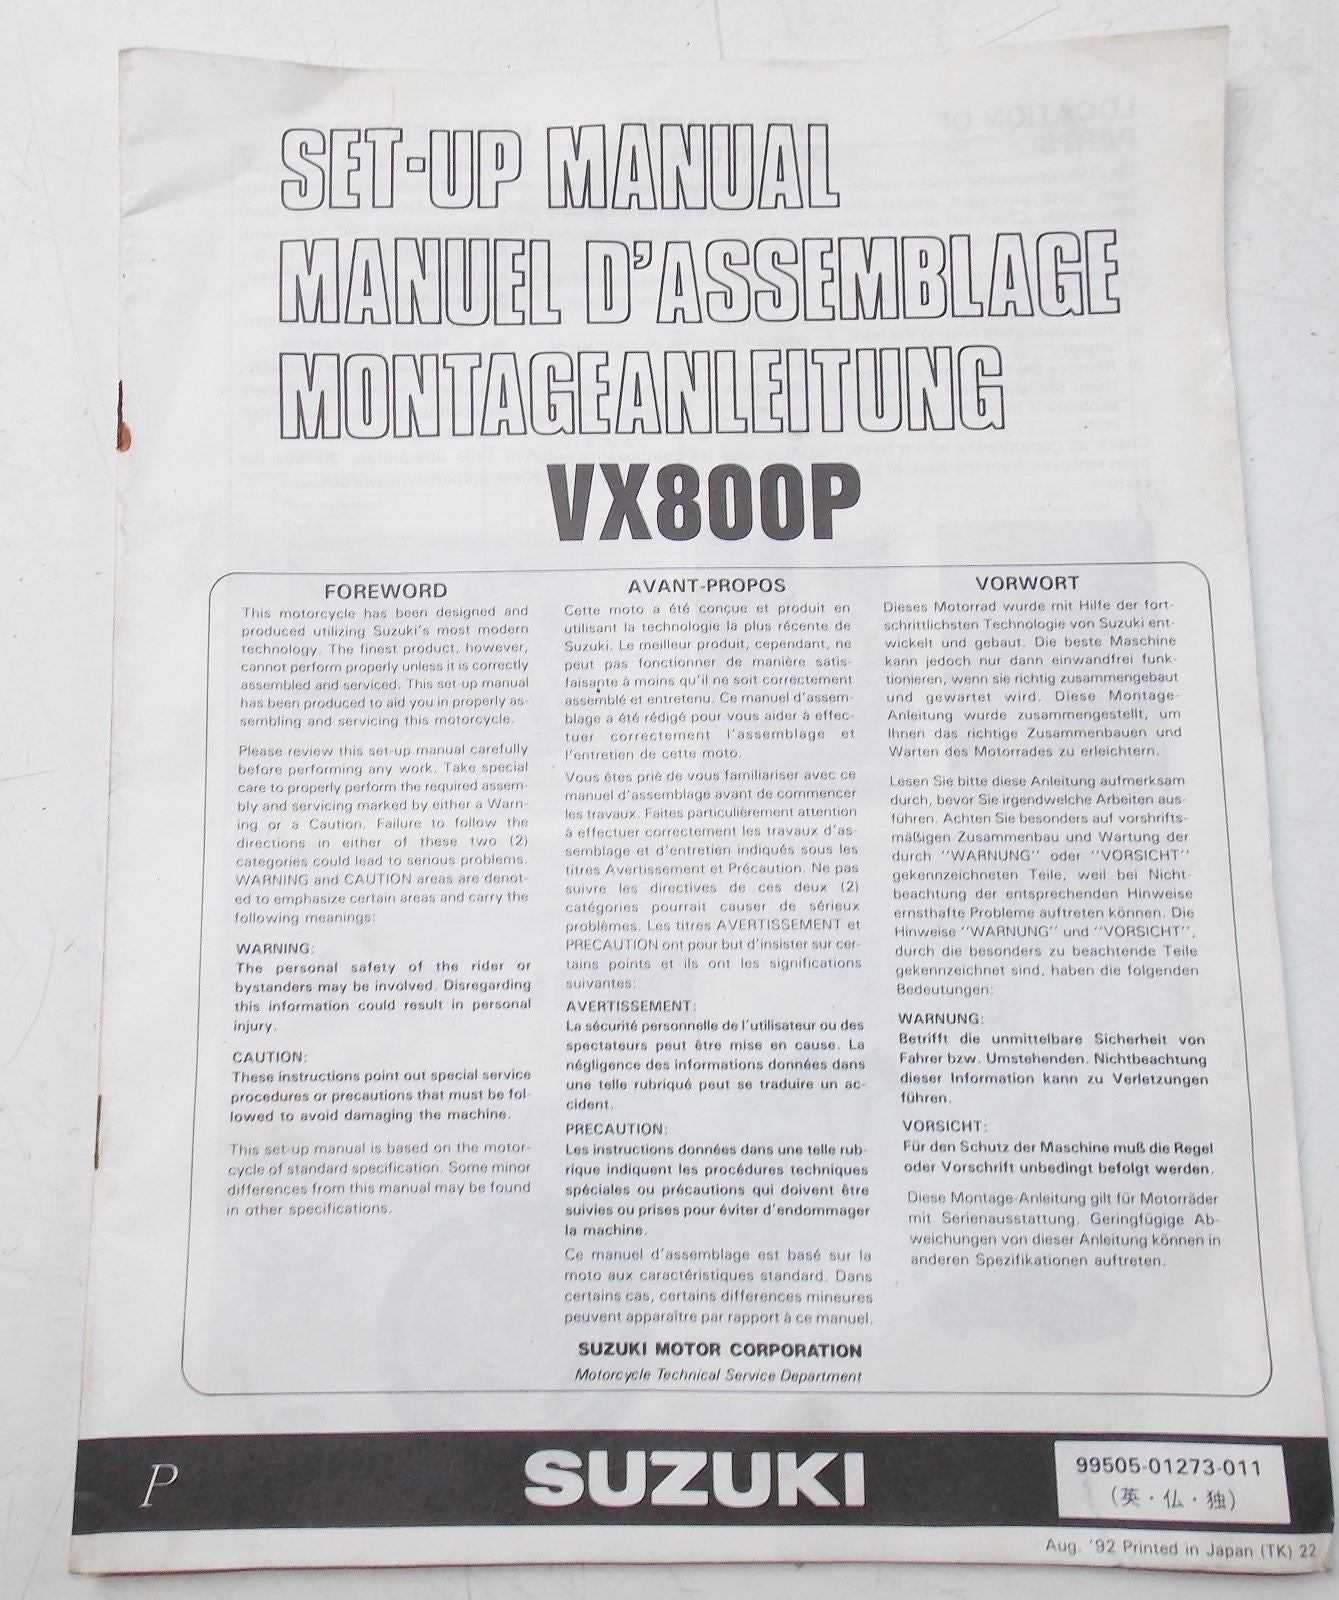 SET-UP MANUAL
MANUEL D'ASSEMBLAGE
MONTAGEANLEITUNG
VX800P
FOREWORD
This motorcycle has been designed and
produced utilizing Suzuki's most modern
technology. The finest product, however,
cannot perform properly unless it is correctly
assembled and serviced. This set-up manual
has been produced to aid you in properly as-
sembling and servicing this motorcycle.
Please review this set-up manual carefully
before performing any work. Take special
care to properly perform the required assem-
bly and servicing marked by either a Warn-
ing or a Caution. Failure to follow the
directions in either of these two (2)
categories could lead to serious problems.
WARNING and CAUTION areas are denot-
ed to emphasize certain areas and carry the
following meanings:
WARNING:
The personal safety of the rider or
bystanders may be involved. Disregarding
this information could result in personal
injury.
CAUTION:
These instructions point out special service
procedures or precautions that must be fol-
lowed to avoid damaging the machine.
This set-up manual is based on the motor-
cycle of standard specification. Some minor
differences from this manual may be found
in other specifications.
AVANT-PROPOS
Cette moto a été conçue et produit en
utilisant la technologie la plus récente de
Suzuki. Le meilleur produit, cependant, ne
peut pas fonctionner de manière satis-
faisante à moins qu'il ne soit correctement
assemblé et entretenu. Ce manuel d'assem-
blage a été rédigé pour vous aider à effec-
tuer correctement l'assemblage et
l'entretien de cette moto.
Vous êtes priè de vous familiariser avec ce
manuel d'assemblage avant de commencer
les travaux. Faites particulièrement attention
à effectuer correctement les travaux d'as-
semblage et d'entretien indiqués sous les
titres Avertissement et Précaution. Ne pas
suivre les directives de ces deux (2)
catégories pourrait causer de sérieux
problèmes. Les titres AVERTISSEMENT et
PRECAUTION ont pour but d'insister sur cer-
tains points et ils ont les significations
suivantes:
AVERTISSEMENT:
La sécurité personnelle de l'utilisateur ou des
spectateurs peut être mise en cause. La
négligence des informations données dans
une telle rubriqué peut se traduire un ac-
cident.
PRECAUTION:
Les instructions données dans une telle rub-
rique indiquent les procédures techniques
spéciales ou précautions qui doivent être
suivies ou prises pour éviter d'endommager
la machine.
Ce manuel d'assemblage est basé sur la
moto aux caractéristiques standard. Dans
certains cas, certains differences mineures
peuvent apparaître par rapport à ce manuel.
VORWORT
Dieses Motorrad wurde mit Hilfe der fort-
schrittlichsten Technologie von Suzuki ent-
wickelt und gebaut. Die beste Maschine
kann jedoch nur dann einwandfrei funk-
tionieren, wenn sie richtig zusammengebaut
und gewartet wird. Diese Montage-
Anleitung wurde zusammengestellt, um
Ihnen das richtige Zusammenbauen und
Warten des Motorrades zu erleichtern.
Lesen Sie bitte diese Anleitung aufmerksam
durch, bevor Sie irgendwelche Arbeiten aus-
führen. Achten Sie besonders auf vorshrifts-
mäßigen Zusammenbau und Wartung der
durch "WARNUNG" oder "VORSICHT"
gekennzeichneten Teile, weil bei Nicht-
beachtung der entsprechenden Hinweise
ernsthafte Probleme auftreten können. Die
Hinweise "WARNUNG" und "VORSICHT",
durch die besonders zu beachtende Teile
gekennzeichnet sind, haben die folgenden
Bedeutungen:
WARNUNG:
Betrifft die unmittelbare Sicherheit von
Fahrer bzw. Umstehenden. Nichtbeachtung
dieser Information kann zu Verletzungen
führen.
VORSICHT:
Für den Schutz der Maschine muß die Regel
oder Vorschrift unbedingt befolgt werden.
Diese Montage-Anleitung gilt für Motorräder
mit Serienausstattung. Geringfügige Ab-
weichungen von dieser Anleitung können in
anderen Spezifikationen auftreten.
SUZUKI MOTOR CORPORATION
Motorcycle Technical Service Department
P
SUZUKI
99505-01273-011
(英・仏・独)
Aug. '92 Printed in Japan (TK) 22